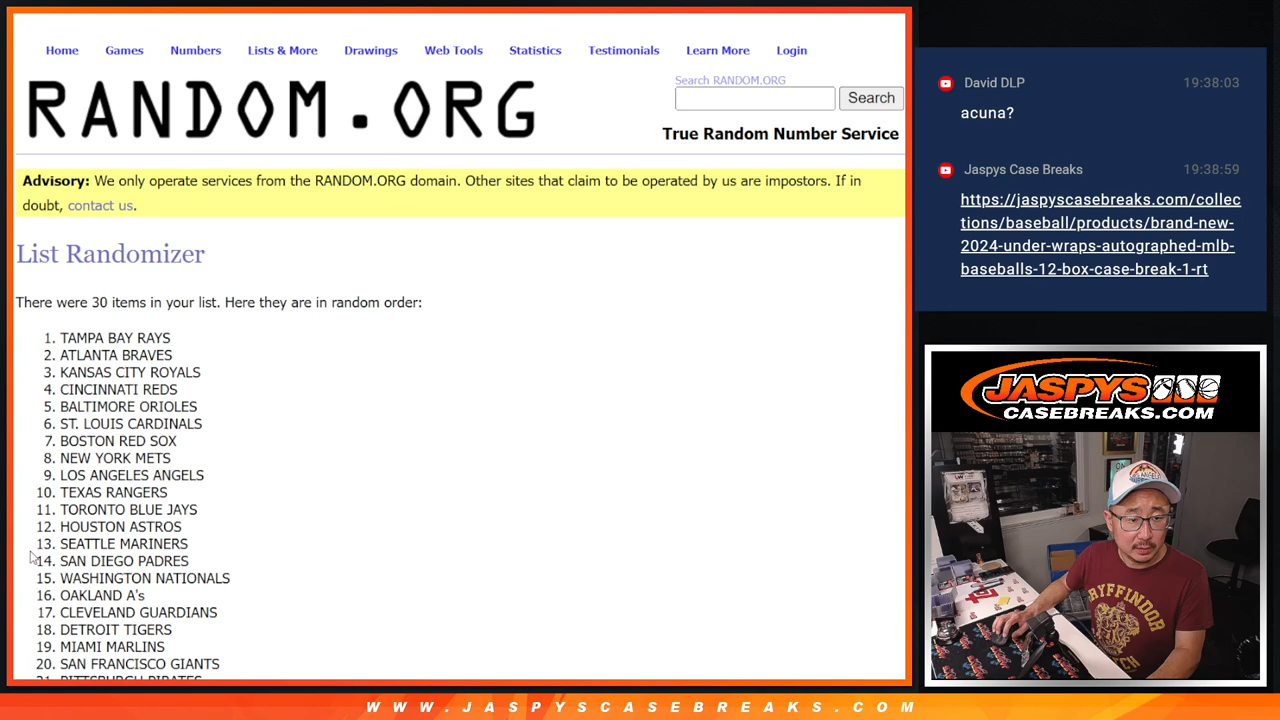 Home Games Numbers Lists & More Drawings Web Tools Statistics Testimonials Learn More Login
RANDOM.ORG
Search RANDOM.ORG
Search
True Random Number Service
Advisory: We only operate services from the RANDOM.ORG domain. Other sites that claim to be operated by us are impostors. If in
doubt, contact us.
List Randomizer
There were 30 items in your list. Here they are in random order:
1. TAMPA BAY RAYS
2. ATLANTA BRAVES
3. KANSAS CITY ROYALS
4. CINCINNATI REDS
5. BALTIMORE ORIOLES
6. ST. LOUIS CARDINALS
7. BOSTON RED SOX
8. NEW YORK METS
9. LOS ANGELES ANGELS
10. TEXAS RANGERS
11. TORONTO BLUE JAYS
12. HOUSTON ASTROS
13. SEATTLE MARINERS
14. SAN DIEGO PADRES
15. WASHINGTON NATIONALS
16. OAKLAND A's
17. CLEVELAND GUARDIANS
18. DETROIT TIGERS
19. MIAMI MARLINS
20. SAN FRANCISCO GIANTS
21. PITTSBURGH PIRATES
David DLP 19:38:03
acuna?
Jaspys Case Breaks 19:38:59
https://jaspyscasebreaks.com/collec
tions/baseball/products/brand-new-
2024-under-wraps-autographed-mlb-
baseballs-12-box-case-break-1-rt
JASPYS
CASEBREAKS.COM
GRYFFINDOR
WWW.JASPYSCASEBREAKS.COM